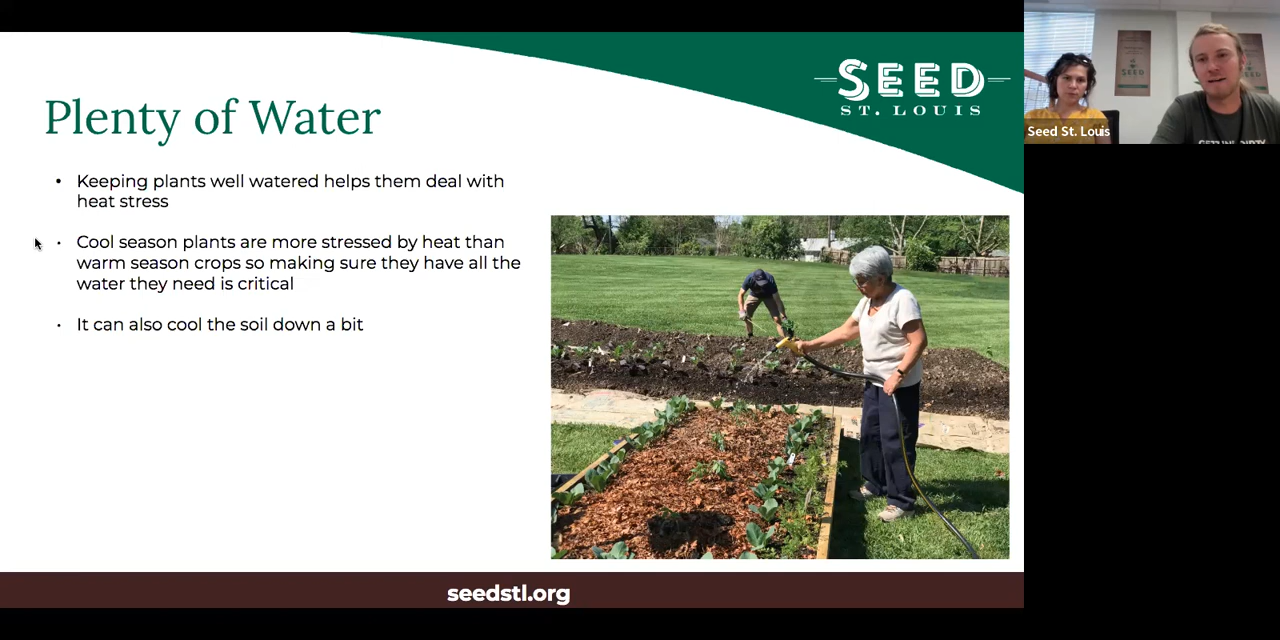 SEED
ST. LOUIS
Plenty of Water
• Keeping plants well watered helps them deal with
heat stress
• Cool season plants are more stressed by heat than
warm season crops so making sure they have all the
water they need is critical
• It can also cool the soil down a bit
seedstl.org
SEED
Seed St. Louis